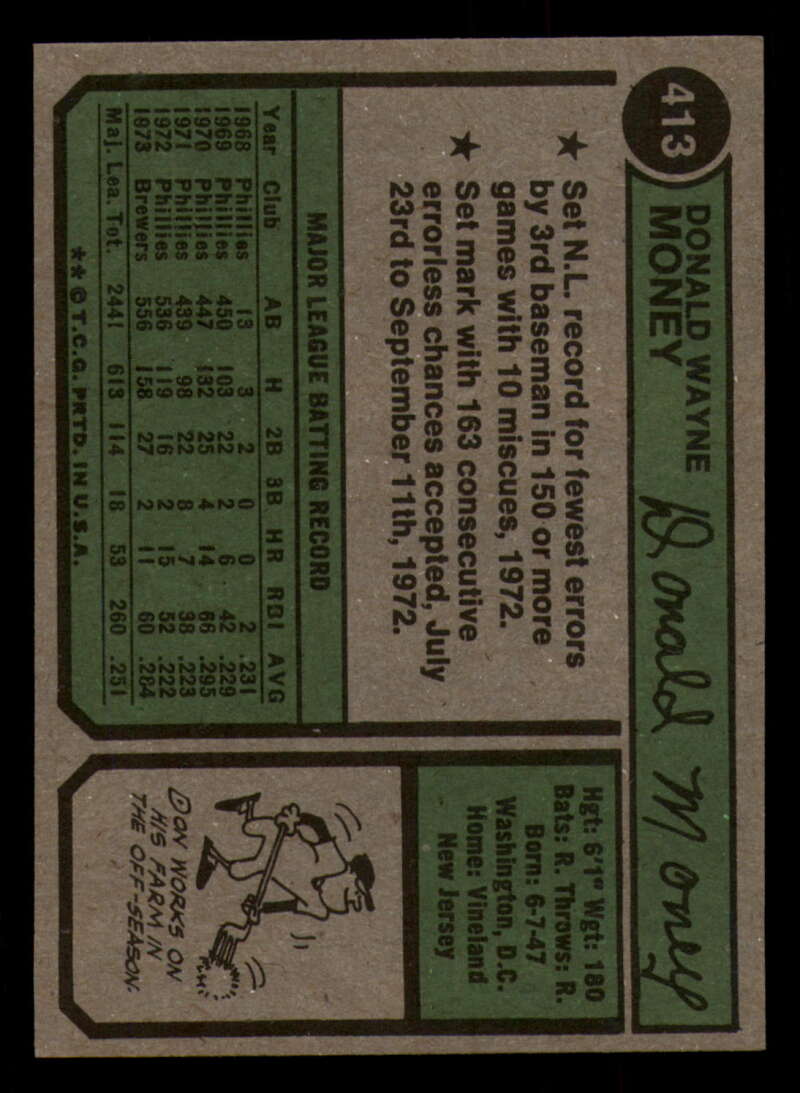 413
DONALD WAYNE
MONEY
Donald Money
★ Set N.L. record for fewest errors
by 3rd baseman in 150 or more
games with 10 miscues, 1972.
★ Set mark with 163 consecutive
errorless chances accepted, July
23rd to September 11th, 1972.
MAJOR LEAGUE BATTING RECORD
Year Club AB H 2B 3B HR RBI AVG
1968 Phillies 13 3 2 0 0 2 .231
1969 Phillies 450 103 22 2 6 42 .229
1970 Phillies 447 132 25 4 14 66 .295
1971 Phillies 439 98 22 8 7 38 .223
1972 Phillies 536 119 16 2 15 52 .222
1973 Brewers 556 158 27 2 11 60 .284
Maj. Lea. Tot. 2441 613 114 18 53 260 .251
** © T.C.G. PRTD. IN U.S.A.
Hgt: 6'1" Wgt: 180
Bats: R. Throws: R.
Born: 6-7-47
Washington, D.C.
Home: Vineland
New Jersey
PUSH!
DON WORKS ON
HIS FARM IN
THE OFF-SEASON.